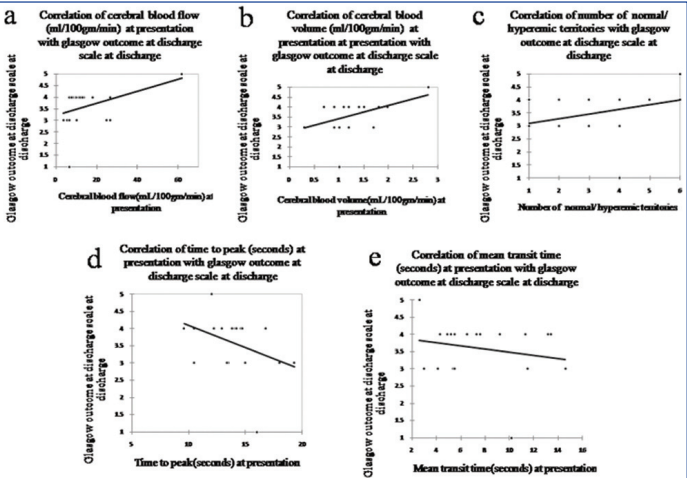 a
Correlation of cerebral blood flow
(ml/100gm/min) at presentation
with glasgow outcome at discharge
scale at discharge
Glasgow outcome at discharge scale at
discharge
5
4.5
4
3.5
3
2.5
2
1.5
1
0
20
40
60
Cerebral blood flow(mL/100gm/min) at
presentation
b
Correlation of cerebral blood
volume (ml/100gm/min) at
presentation at presentation with
glasgow outcome at discharge scale
at discharge
Glasgow outcome at discharge scale at
discharge
5
4.5
4
3.5
3
2.5
2
1.5
1
0
0.5
1
1.5
2
2.5
3
Cerebral blood volume(mL/100gm/min) at
presentation
c
Correlation of number of normal/
hyperemic territories with glasgow
outcome at discharge scale at
discharge
Glasgow outcome at discharge scale at
discharge
5
4.5
4
3.5
3
2.5
2
1.5
1
1
2
3
4
5
6
Number of normal/hyperemic territories
d
Correlation of time to peak (seconds) at
presentation with glasgow outcome at
discharge scale at discharge
Glasgow outcome at discharge scale at
discharge
5
4.5
4
3.5
3
2.5
2
1.5
1
5
10
15
20
Time to peak(seconds) at presentation
e
Correlation of mean transit time
(seconds) at presentation with glasgow
outcome at discharge scale at discharge
Glasgow outcome at discharge scale at
discharge
5
4.5
4
3.5
3
2.5
2
1.5
1
2
4
6
8
10
12
14
16
Mean transit time(seconds) at presentation